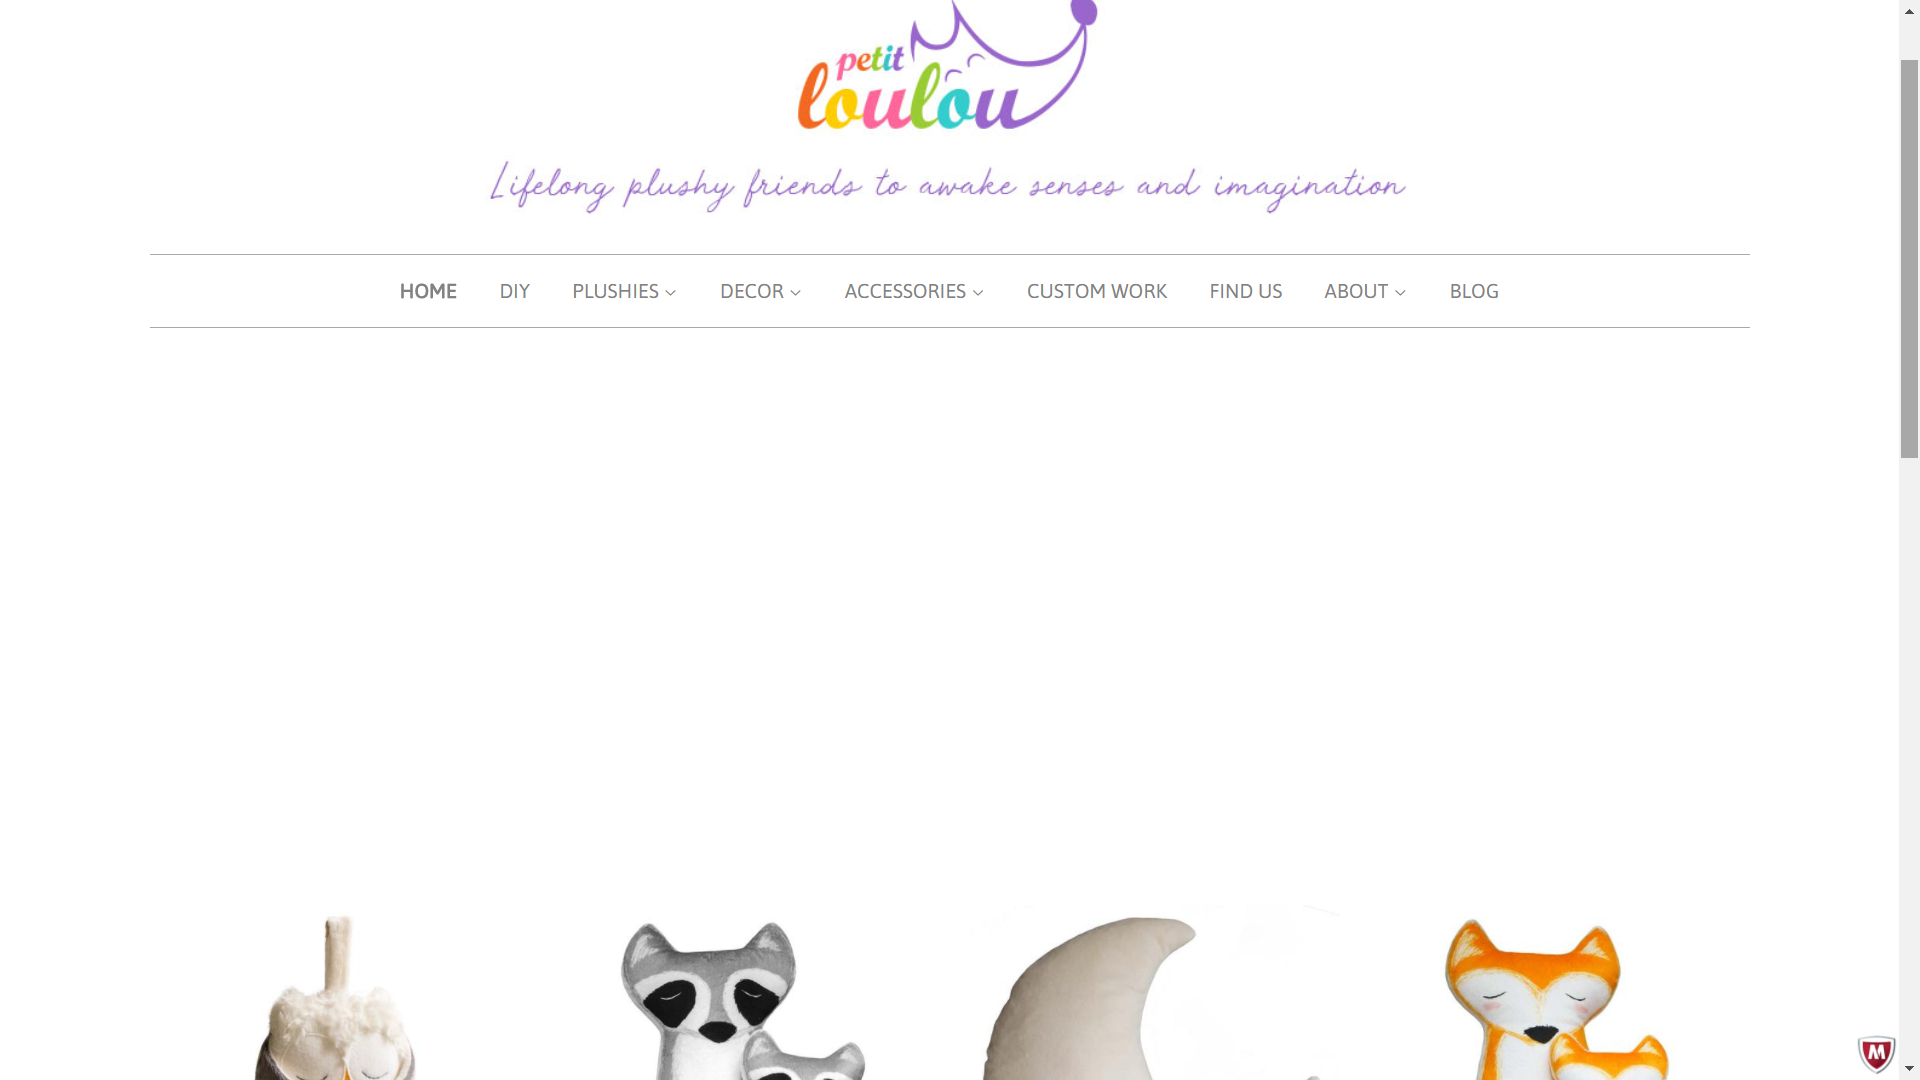 petit
loulou
Lifelong plushy friends to awake senses and imagination
HOME DIY PLUSHIES DECOR ACCESSORIES CUSTOM WORK FIND US ABOUT BLOG
M